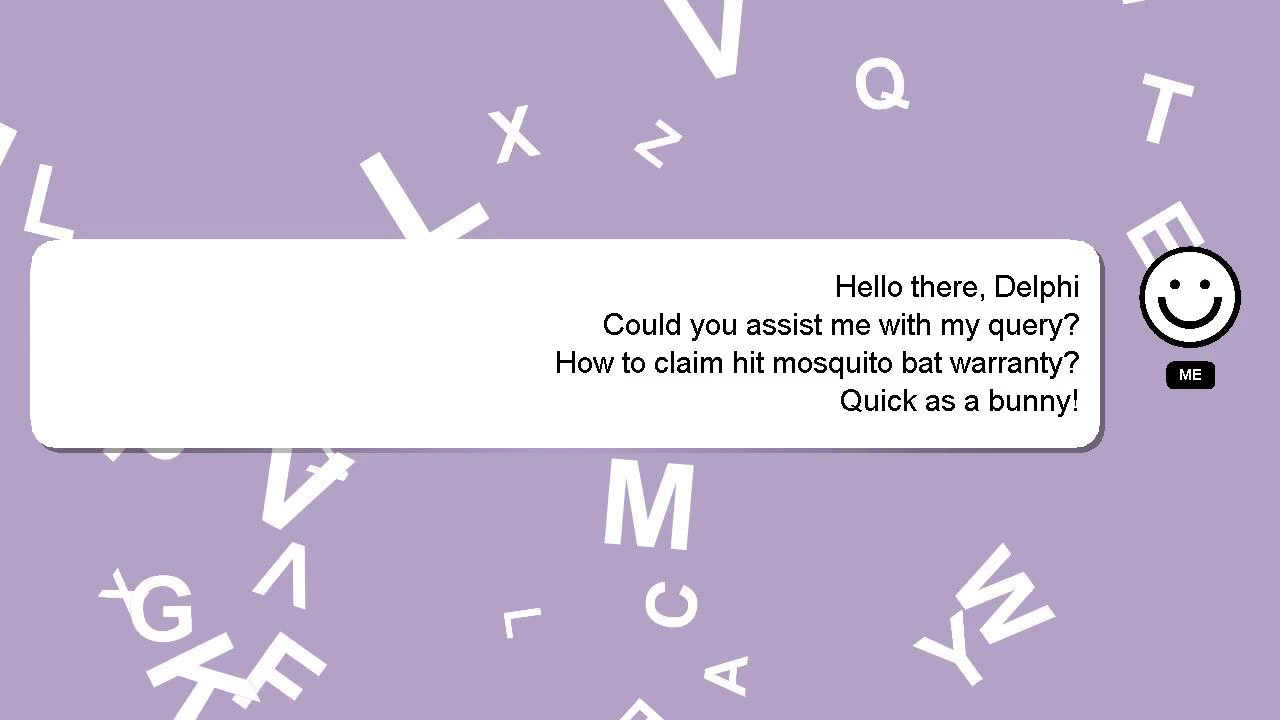 Hello there, Delphi
Could you assist me with my query?
How to claim hit mosquito bat warranty?
Quick as a bunny!
ME
V
Q
X
Z
T
L
L
E
V
M
V
X
G
L
C
W
Y
K
F
A